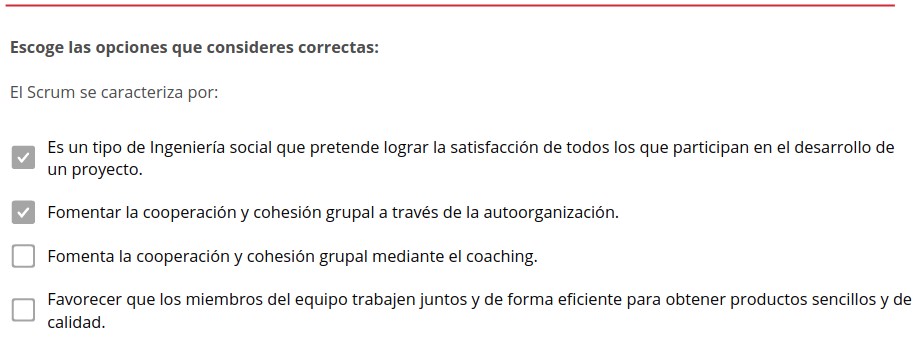 Escoge las opciones que consideres correctas:
El Scrum se caracteriza por:
Es un tipo de Ingeniería social que pretende lograr la satisfacción de todos los que participan en el desarrollo de
un proyecto.
Fomentar la cooperación y cohesión grupal a través de la autoorganización.
Fomenta la cooperación y cohesión grupal mediante el coaching.
Favorecer que los miembros del equipo trabajen juntos y de forma eficiente para obtener productos sencillos y de
calidad.